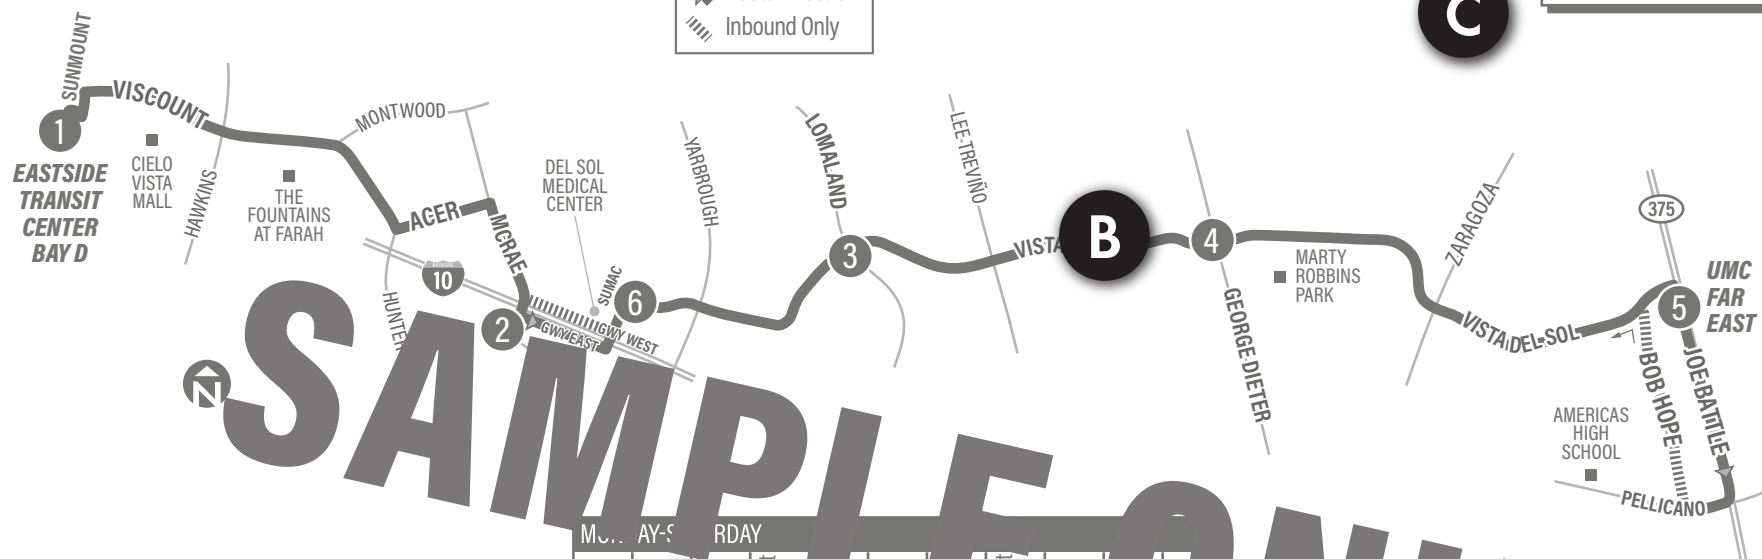 Inbound Only
C
SUNMOUNT
VISCOUNT
1
EASTSIDE
TRANSIT
CENTER
BAY D
CIELO
VISTA
MALL
HAWKINS
THE
FOUNTAINS
AT FARAH
MONTWOOD
ACER
MCRAE
HUNTER
10
2
DEL SOL
MEDICAL
CENTER
SUMAC
6
GWY EAST
GWY WEST
YARBROUGH
LOMALAND
3
LEE-TREVIÑO
VISTA
B
4
GEORGE DIETER
MARTY
ROBBINS
PARK
ZARAGOZA
VISTA DEL SOL
375
5
UMC
FAR
EAST
BOB HOPE
JOE BATTLE
AMERICAS
HIGH
SCHOOL
PELLICANO
N
SAMPLE